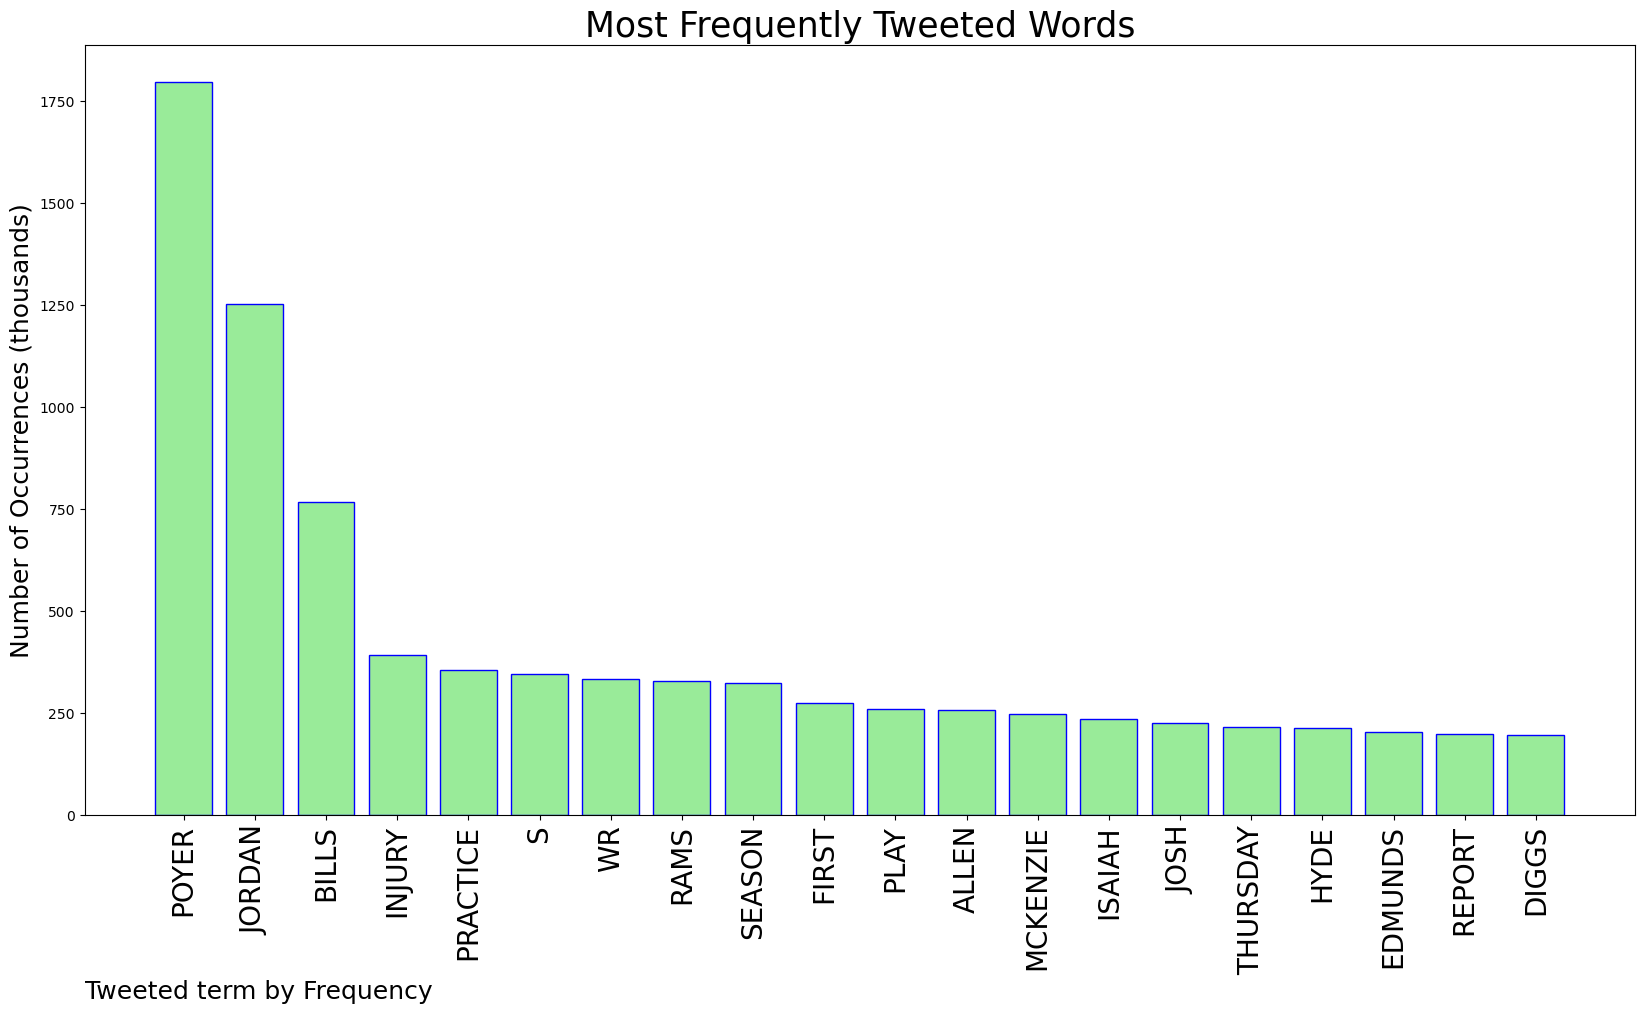 Most Frequently Tweeted Words
Number of Occurrences (thousands)
1750
1500
1250
1000
750
500
250
0
POYER
JORDAN
BILLS
INJURY
PRACTICE
S
WR
RAMS
SEASON
FIRST
PLAY
ALLEN
MCKENZIE
ISAIAH
JOSH
THURSDAY
HYDE
EDMUNDS
REPORT
DIGGS
Tweeted term by Frequency